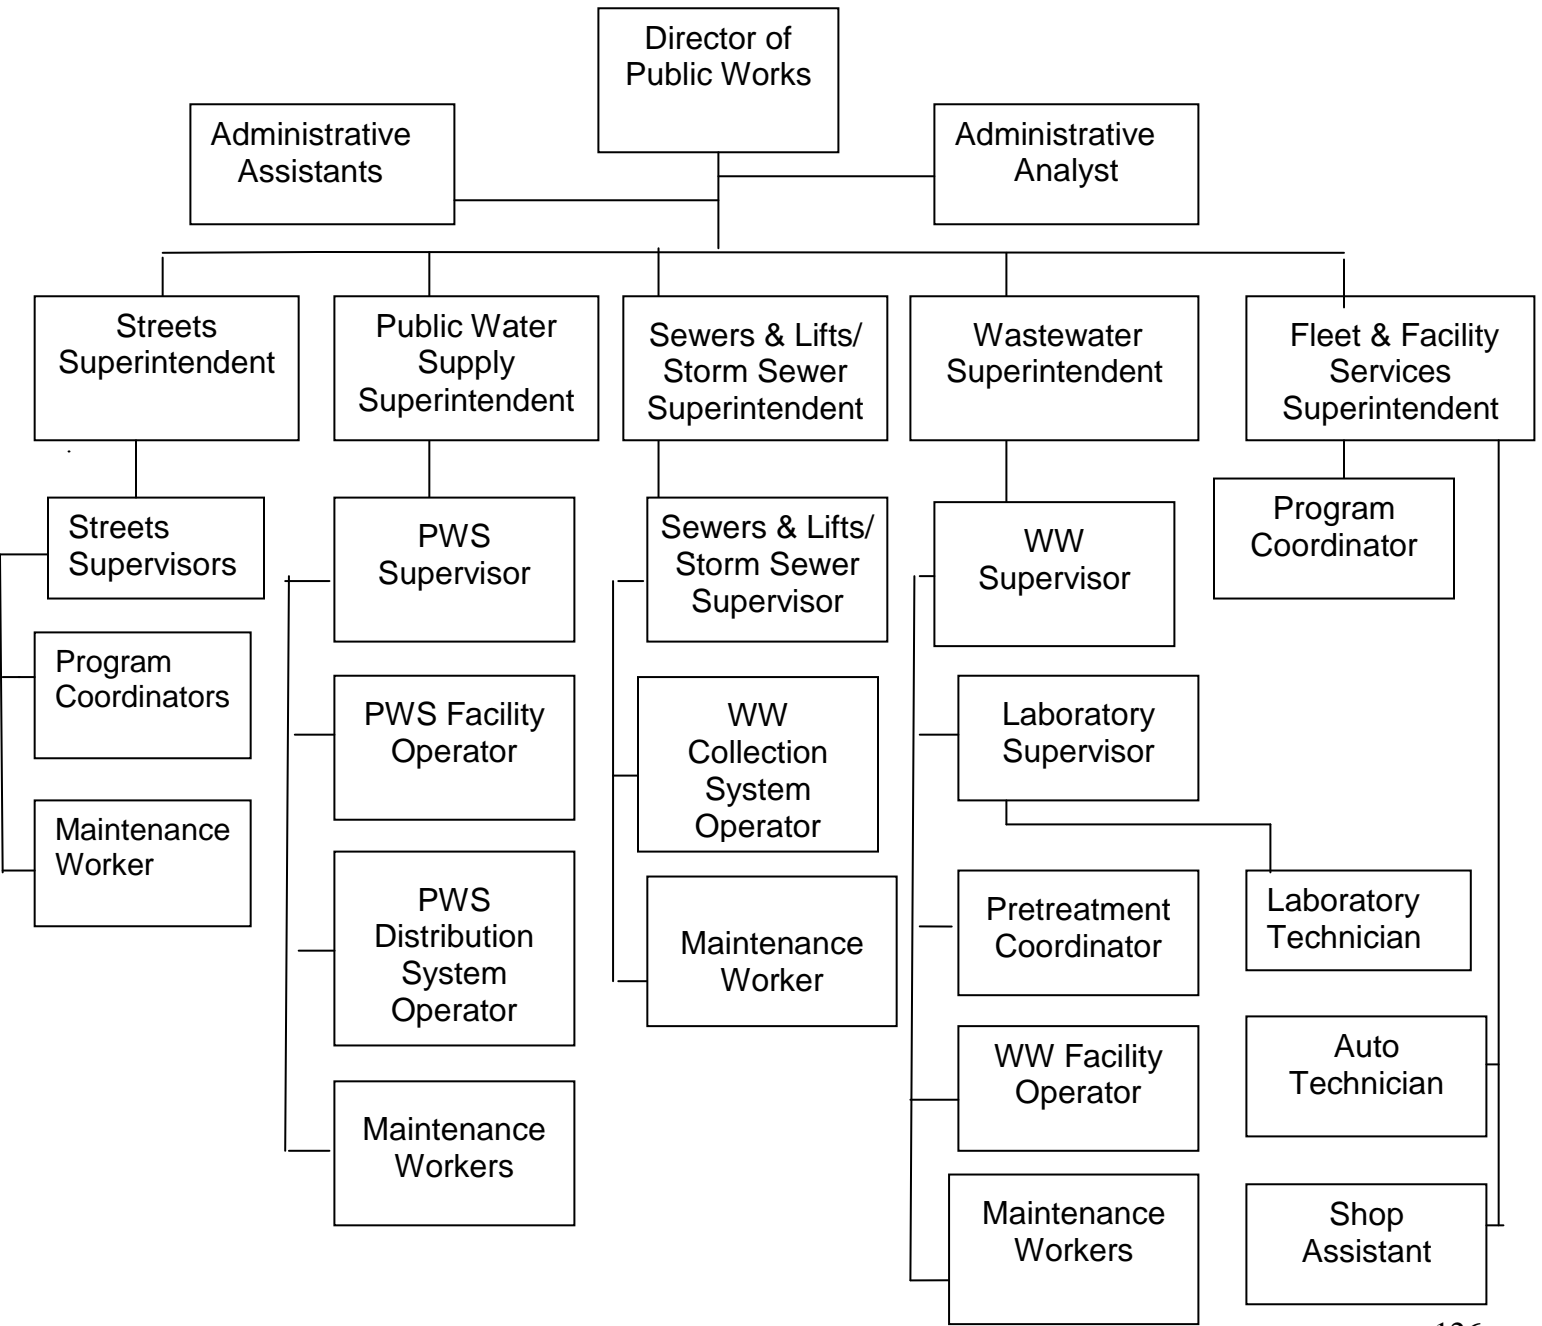 Director of
Public Works
Administrative
Assistants
Administrative
Analyst
Streets
Superintendent
Public Water
Supply
Superintendent
Sewers & Lifts/
Storm Sewer
Superintendent
Wastewater
Superintendent
Fleet & Facility
Services
Superintendent
Streets
Supervisors
PWS
Supervisor
Sewers & Lifts/
Storm Sewer
Supervisor
WW
Supervisor
Program
Coordinator
Program
Coordinators
PWS Facility
Operator
WW
Collection
System
Operator
Laboratory
Supervisor
Maintenance
Worker
PWS
Distribution
System
Operator
Maintenance
Worker
Pretreatment
Coordinator
Laboratory
Technician
Maintenance
Workers
WW Facility
Operator
Auto
Technician
Maintenance
Workers
Shop
Assistant